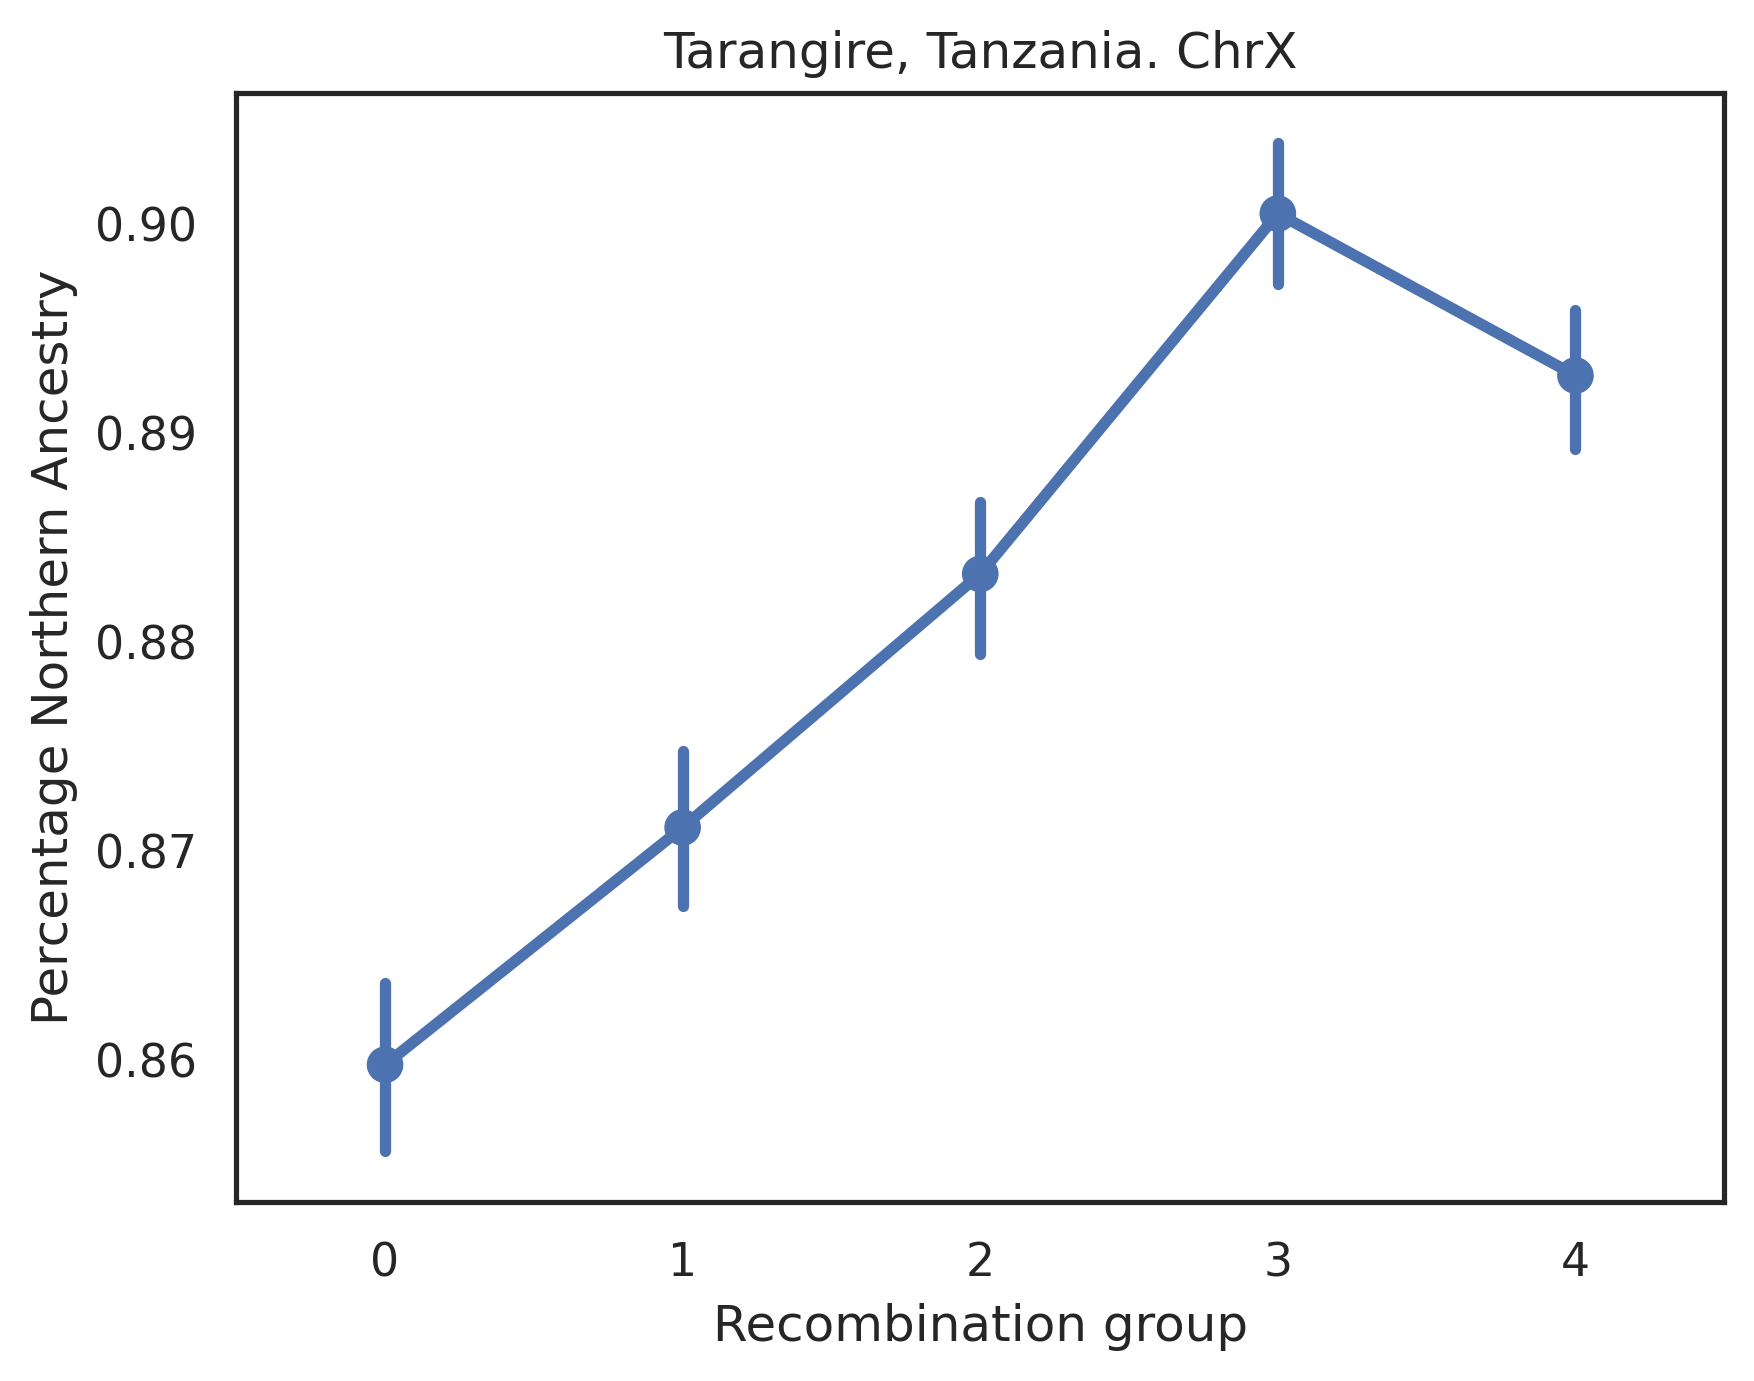 Tarangire, Tanzania. ChrX
Percentage Northern Ancestry
0.90
0.89
0.88
0.87
0.86
0 1 2 3 4
Recombination group